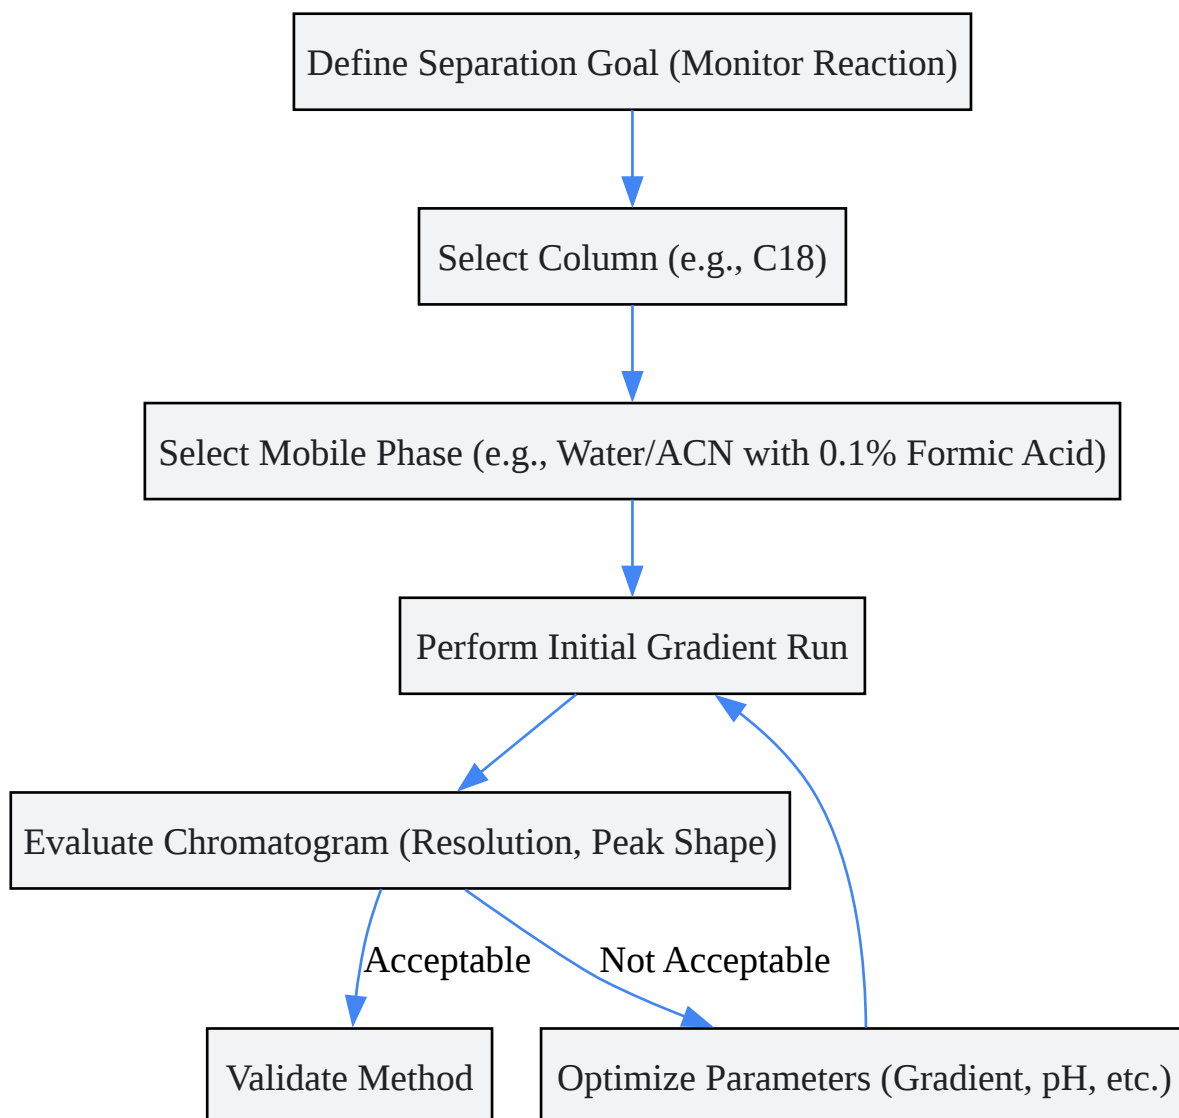 Define Separation Goal (Monitor Reaction)
Select Column (e.g., C18)
Select Mobile Phase (e.g., Water/ACN with 0.1% Formic Acid)
Perform Initial Gradient Run
Evaluate Chromatogram (Resolution, Peak Shape)
Acceptable
Not Acceptable
Validate Method
Optimize Parameters (Gradient, pH, etc.)